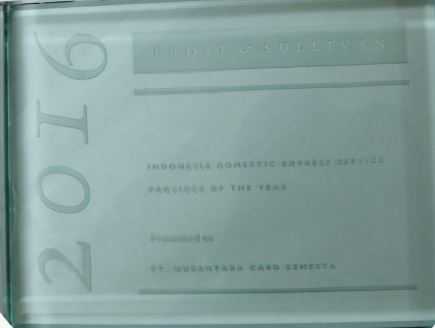 2016
FROST & SULLIVAN
INDONESIA DOMESTIC EXPRESS SERVICE
PROVIDER OF THE YEAR
Presented to
PT. NUSANTARA CARD SEMESTA